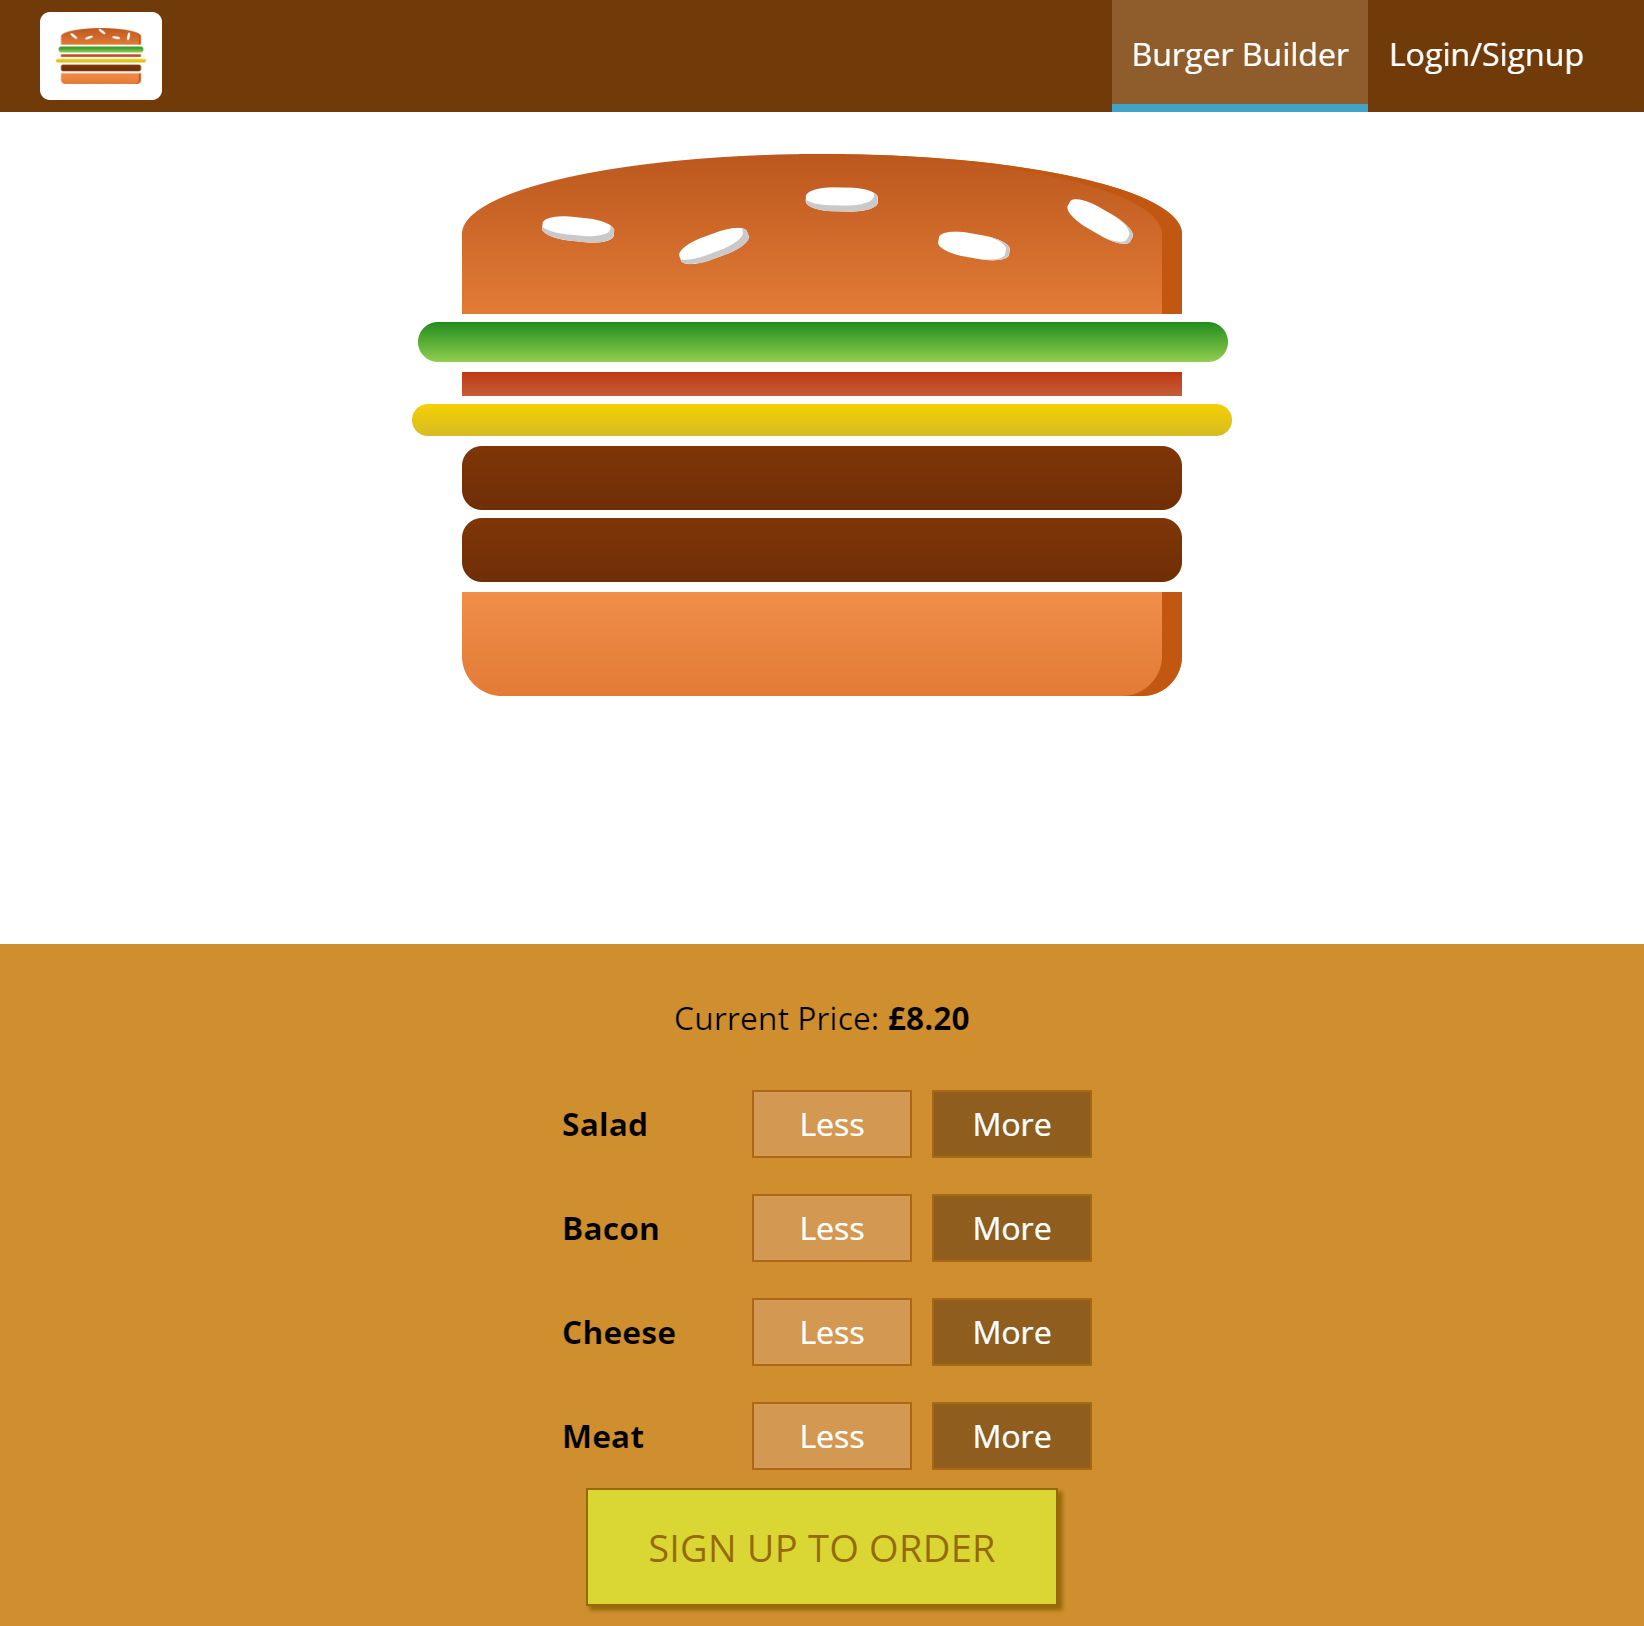 Burger Builder Login/Signup
Current Price: £8.20
Salad Less More
Bacon Less More
Cheese Less More
Meat Less More
SIGN UP TO ORDER